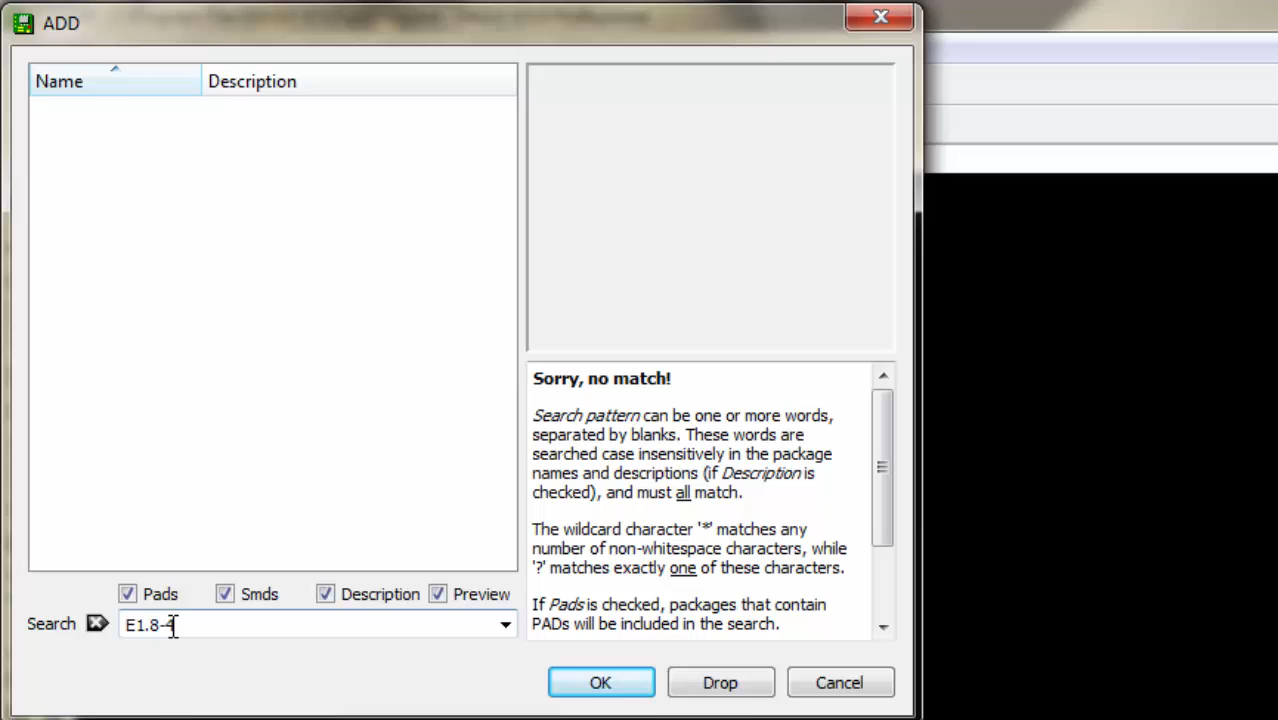 ADD
Name
Description
Sorry, no match!
Search pattern can be one or more words,
separated by blanks. These words are
searched case insensitively in the package
names and descriptions (if Description is
checked), and must all match.
The wildcard character '*' matches any
number of non-whitespace characters, while
'?' matches exactly one of these characters.
If Pads is checked, packages that contain
PADs will be included in the search.
Pads
Smds
Description
Preview
Search
E1.8-4
OK
Drop
Cancel